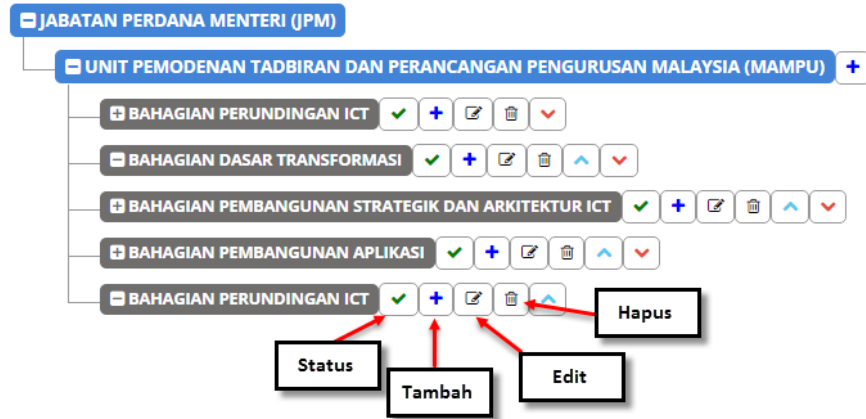 JABATAN PERDANA MENTERI (JPM)
UNIT PEMODENAN TADBIRAN DAN PERANCANGAN PENGURUSAN MALAYSIA (MAMPU)
BAHAGIAN PERUNDINGAN ICT
BAHAGIAN DASAR TRANSFORMASI
BAHAGIAN PEMBANGUNAN STRATEGIK DAN ARKITEKTUR ICT
BAHAGIAN PEMBANGUNAN APLIKASI
BAHAGIAN PERUNDINGAN ICT
Hapus
Status
Edit
Tambah